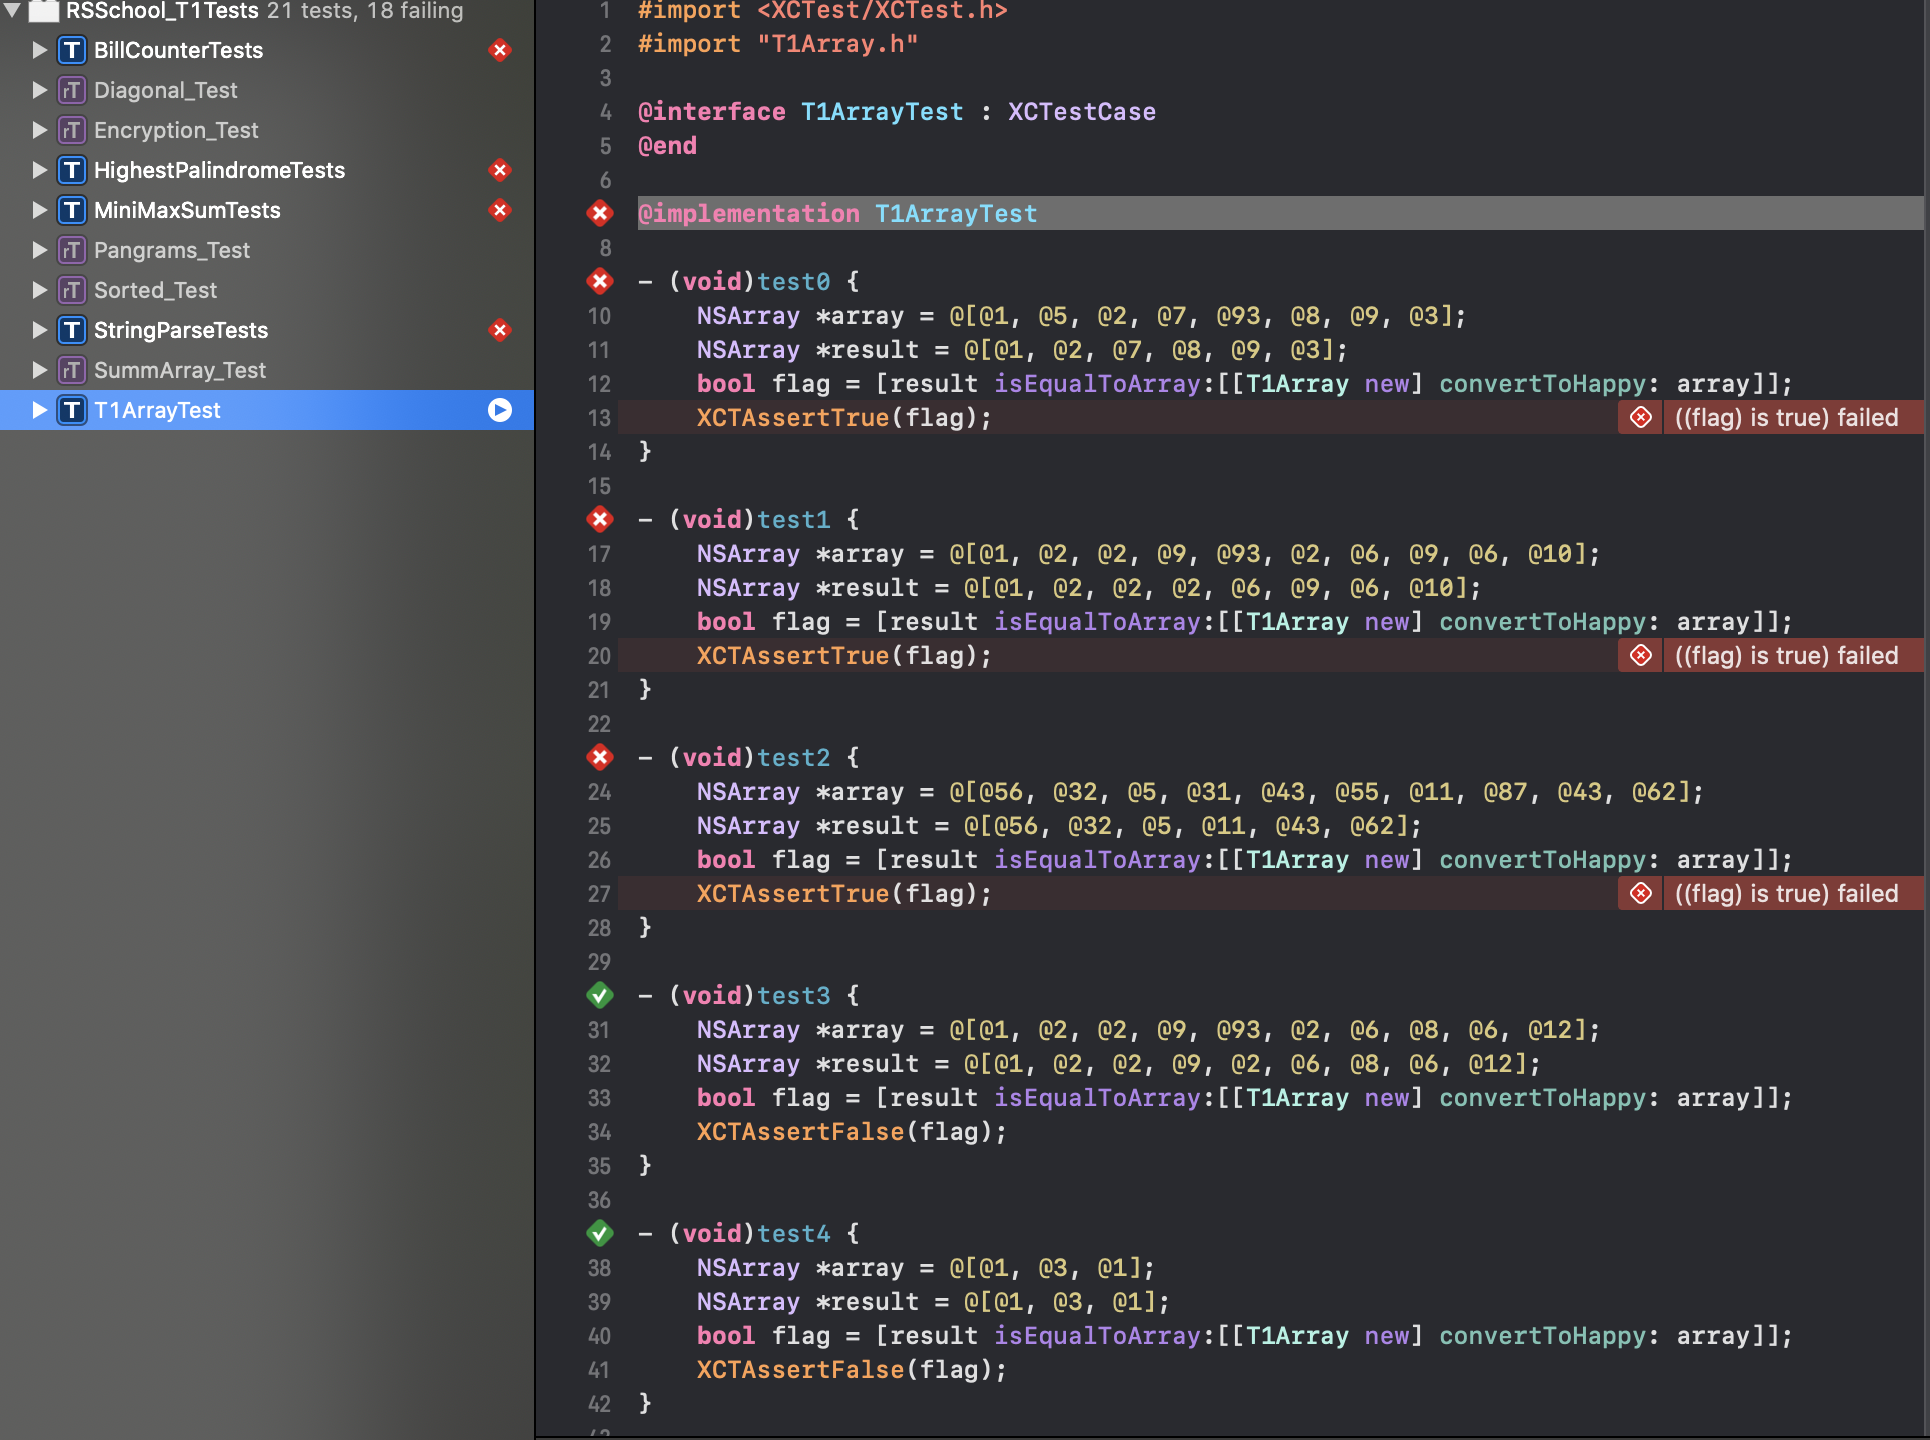 RSSchool_T1Tests 21 tests, 18 failing
T BillCounterTests
rT Diagonal_Test
rT Encryption_Test
T HighestPalindromeTests
T MiniMaxSumTests
rT Pangrams_Test
rT Sorted_Test
T StringParseTests
rT SummArray_Test
T T1ArrayTest
1 #import <XCTest/XCTest.h>
2 #import "T1Array.h"
3
4 @interface T1ArrayTest : XCTestCase
5 @end
6
@implementation T1ArrayTest
8
- (void)test0 {
10 NSArray *array = @[@1, @5, @2, @7, @93, @8, @9, @3];
11 NSArray *result = @[@1, @2, @7, @8, @9, @3];
12 bool flag = [result isEqualToArray:[[T1Array new] convertToHappy: array]];
13 XCTAssertTrue(flag); ((flag) is true) failed
14 }
15
- (void)test1 {
17 NSArray *array = @[@1, @2, @2, @9, @93, @2, @6, @9, @6, @10];
18 NSArray *result = @[@1, @2, @2, @2, @6, @9, @6, @10];
19 bool flag = [result isEqualToArray:[[T1Array new] convertToHappy: array]];
20 XCTAssertTrue(flag); ((flag) is true) failed
21 }
22
- (void)test2 {
24 NSArray *array = @[@56, @32, @5, @31, @43, @55, @11, @87, @43, @62];
25 NSArray *result = @[@56, @32, @5, @11, @43, @62];
26 bool flag = [result isEqualToArray:[[T1Array new] convertToHappy: array]];
27 XCTAssertTrue(flag); ((flag) is true) failed
28 }
29
- (void)test3 {
31 NSArray *array = @[@1, @2, @2, @9, @93, @2, @6, @8, @6, @12];
32 NSArray *result = @[@1, @2, @2, @9, @2, @6, @8, @6, @12];
33 bool flag = [result isEqualToArray:[[T1Array new] convertToHappy: array]];
34 XCTAssertFalse(flag);
35 }
36
- (void)test4 {
38 NSArray *array = @[@1, @3, @1];
39 NSArray *result = @[@1, @3, @1];
40 bool flag = [result isEqualToArray:[[T1Array new] convertToHappy: array]];
41 XCTAssertFalse(flag);
42 }